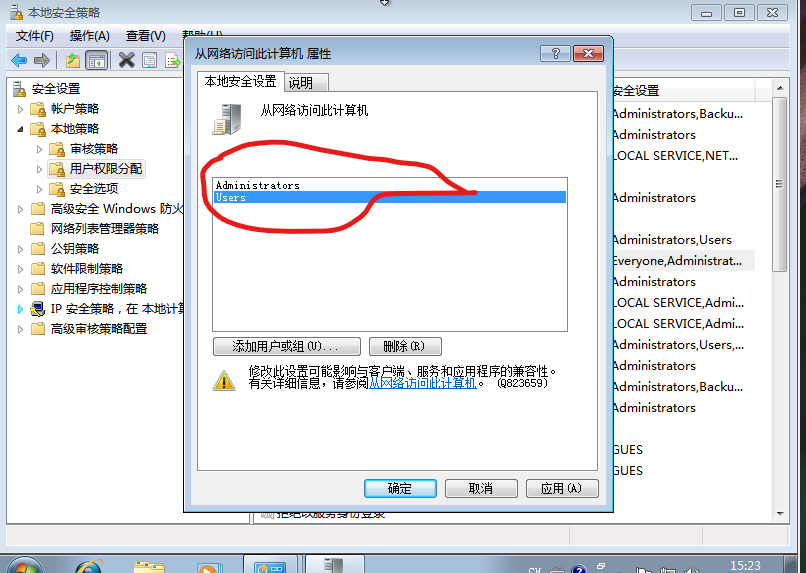 本地安全策略
文件(F) 操作(A) 查看(V) 帮助(H)
从网络访问此计算机 属性
本地安全设置 说明
从网络访问此计算机
Administrators
Users
添加用户或组(U)... 删除(R)
修改此设置可能影响与客户端、服务和应用程序的兼容性。
有关详细信息，请参阅从网络访问此计算机。 (Q823659)
确定 取消 应用(A)
安全设置
帐户策略
本地策略
审核策略
用户权限分配
安全选项
高级安全 Windows 防火
网络列表管理器策略
公钥策略
软件限制策略
应用程序控制策略
IP 安全策略，在 本地计
高级审核策略配置
安全设置
Administrators,Backu...
Administrators
LOCAL SERVICE,NET...
Administrators
Administrators,Users
Everyone,Administrat...
Administrators
LOCAL SERVICE,Admi...
LOCAL SERVICE,Admi...
Administrators,Users,...
Administrators
Administrators,Backu...
Administrators
GUES
GUES
拒绝以服务身份登录
CH
15:23